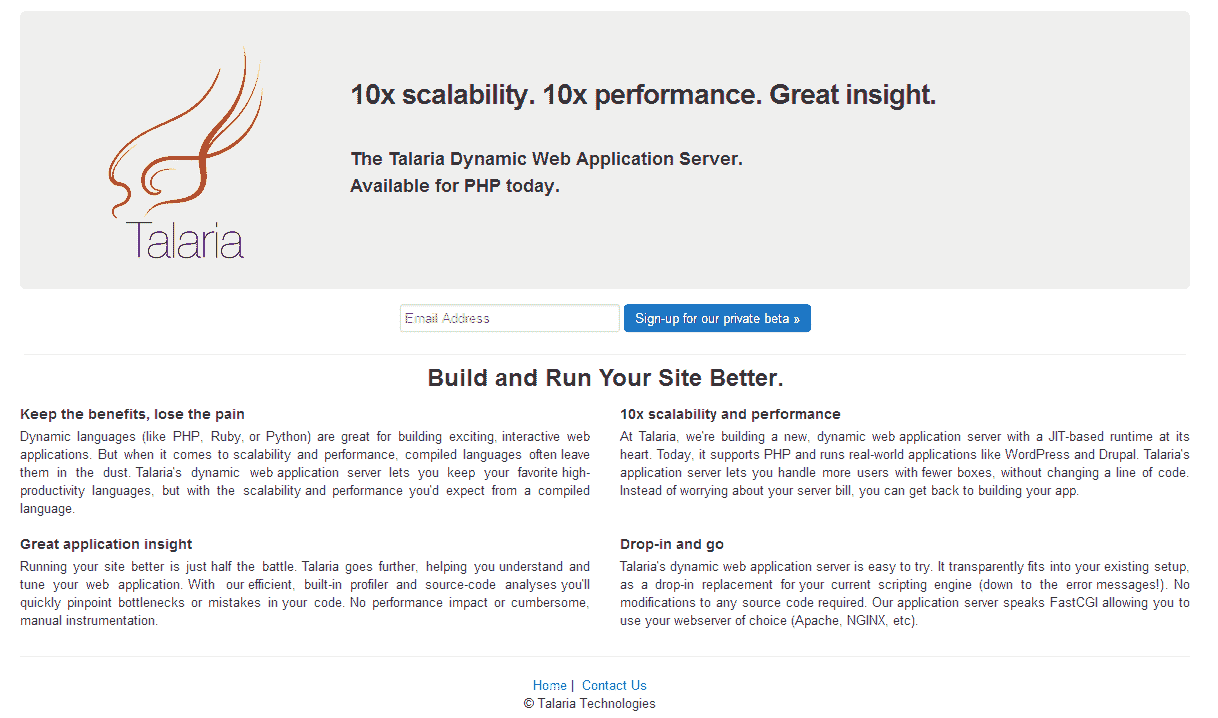 10x scalability. 10x performance. Great insight.
The Talaria Dynamic Web Application Server.
Available for PHP today.
Talaria
Email Address
Sign-up for our private beta »
Build and Run Your Site Better.
Keep the benefits, lose the pain
Dynamic languages (like PHP, Ruby, or Python) are great for building exciting, interactive web
applications. But when it comes to scalability and performance, compiled languages often leave
them in the dust. Talaria's dynamic web application server lets you keep your favorite high-
productivity languages, but with the scalability and performance you'd expect from a compiled
language.
10x scalability and performance
At Talaria, we're building a new, dynamic web application server with a JIT-based runtime at its
heart. Today, it supports PHP and runs real-world applications like WordPress and Drupal. Talaria's
application server lets you handle more users with fewer boxes, without changing a line of code.
Instead of worrying about your server bill, you can get back to building your app.
Great application insight
Running your site better is just half the battle. Talaria goes further, helping you understand and
tune your web application. With our efficient, built-in profiler and source-code analyses you'll
quickly pinpoint bottlenecks or mistakes in your code. No performance impact or cumbersome,
manual instrumentation.
Drop-in and go
Talaria's dynamic web application server is easy to try. It transparently fits into your existing setup,
as a drop-in replacement for your current scripting engine (down to the error messages!). No
modifications to any source code required. Our application server speaks FastCGI allowing you to
use your webserver of choice (Apache, NGINX, etc).
Home | Contact Us
© Talaria Technologies